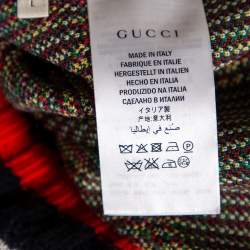 L
GUCCI
MADE IN ITALY
FABRIQUÉ EN ITALIE
HERGESTELLT IN ITALIEN
HECHO EN ITALIA
PRODUZIDO NA ITALIA
СДЕЛАНО В ИТАЛИИ
イタリア製
产地：意大利
صنع في إيطاليا